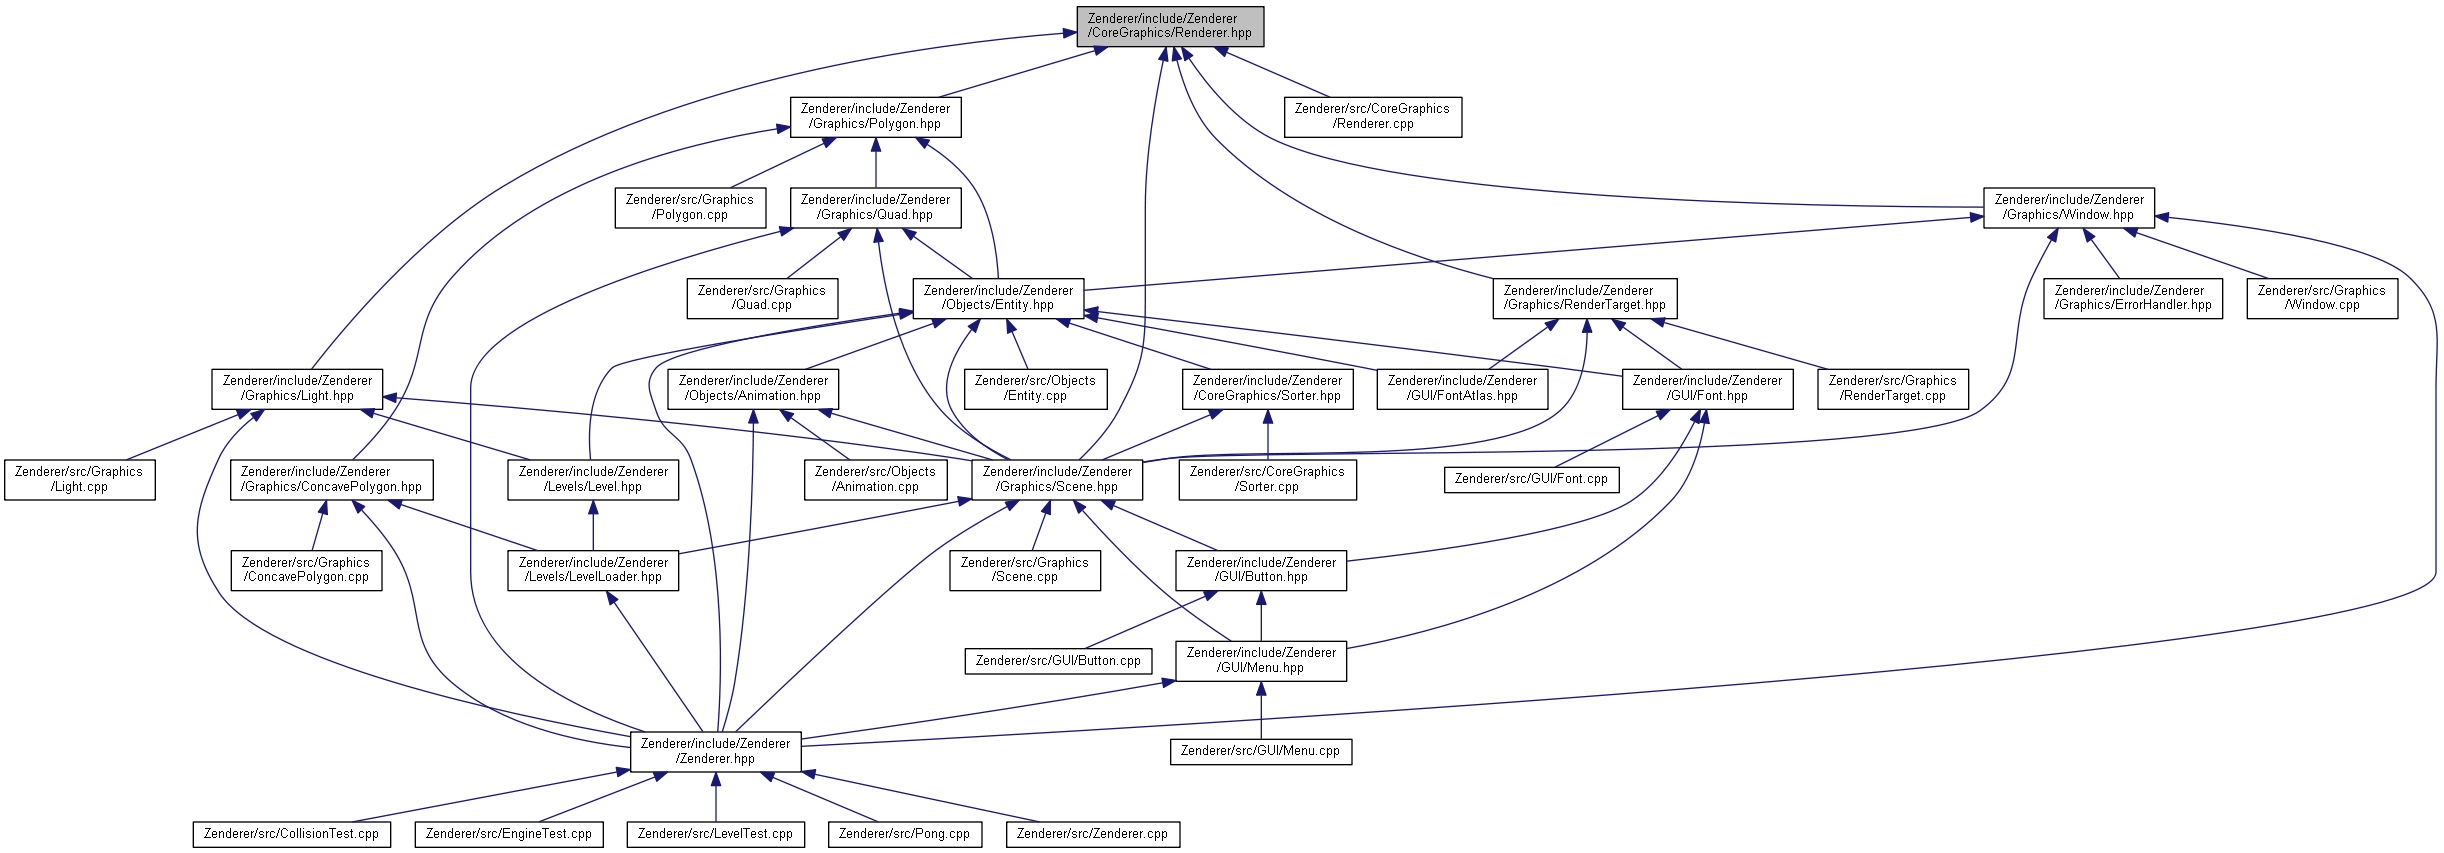 Zenderer/include/Zenderer
/CoreGraphics/Renderer.hpp
Zenderer/include/Zenderer
/Graphics/Polygon.hpp
Zenderer/src/CoreGraphics
/Renderer.cpp
Zenderer/src/Graphics
/Polygon.cpp
Zenderer/include/Zenderer
/Graphics/Quad.hpp
Zenderer/include/Zenderer
/Graphics/Window.hpp
Zenderer/src/Graphics
/Quad.cpp
Zenderer/include/Zenderer
/Objects/Entity.hpp
Zenderer/include/Zenderer
/Graphics/RenderTarget.hpp
Zenderer/include/Zenderer
/Graphics/ErrorHandler.hpp
Zenderer/src/Graphics
/Window.cpp
Zenderer/include/Zenderer
/Graphics/Light.hpp
Zenderer/include/Zenderer
/Objects/Animation.hpp
Zenderer/src/Objects
/Entity.cpp
Zenderer/include/Zenderer
/CoreGraphics/Sorter.hpp
Zenderer/include/Zenderer
/GUI/FontAtlas.hpp
Zenderer/include/Zenderer
/GUI/Font.hpp
Zenderer/src/Graphics
/RenderTarget.cpp
Zenderer/src/Graphics
/Light.cpp
Zenderer/include/Zenderer
/Graphics/ConcavePolygon.hpp
Zenderer/include/Zenderer
/Levels/Level.hpp
Zenderer/src/Objects
/Animation.cpp
Zenderer/include/Zenderer
/Graphics/Scene.hpp
Zenderer/src/CoreGraphics
/Sorter.cpp
Zenderer/src/GUI/Font.cpp
Zenderer/src/Graphics
/ConcavePolygon.cpp
Zenderer/include/Zenderer
/Levels/LevelLoader.hpp
Zenderer/src/Graphics
/Scene.cpp
Zenderer/include/Zenderer
/GUI/Button.hpp
Zenderer/src/GUI/Button.cpp
Zenderer/include/Zenderer
/GUI/Menu.hpp
Zenderer/include/Zenderer
/Zenderer.hpp
Zenderer/src/GUI/Menu.cpp
Zenderer/src/CollisionTest.cpp
Zenderer/src/EngineTest.cpp
Zenderer/src/LevelTest.cpp
Zenderer/src/Pong.cpp
Zenderer/src/Zenderer.cpp